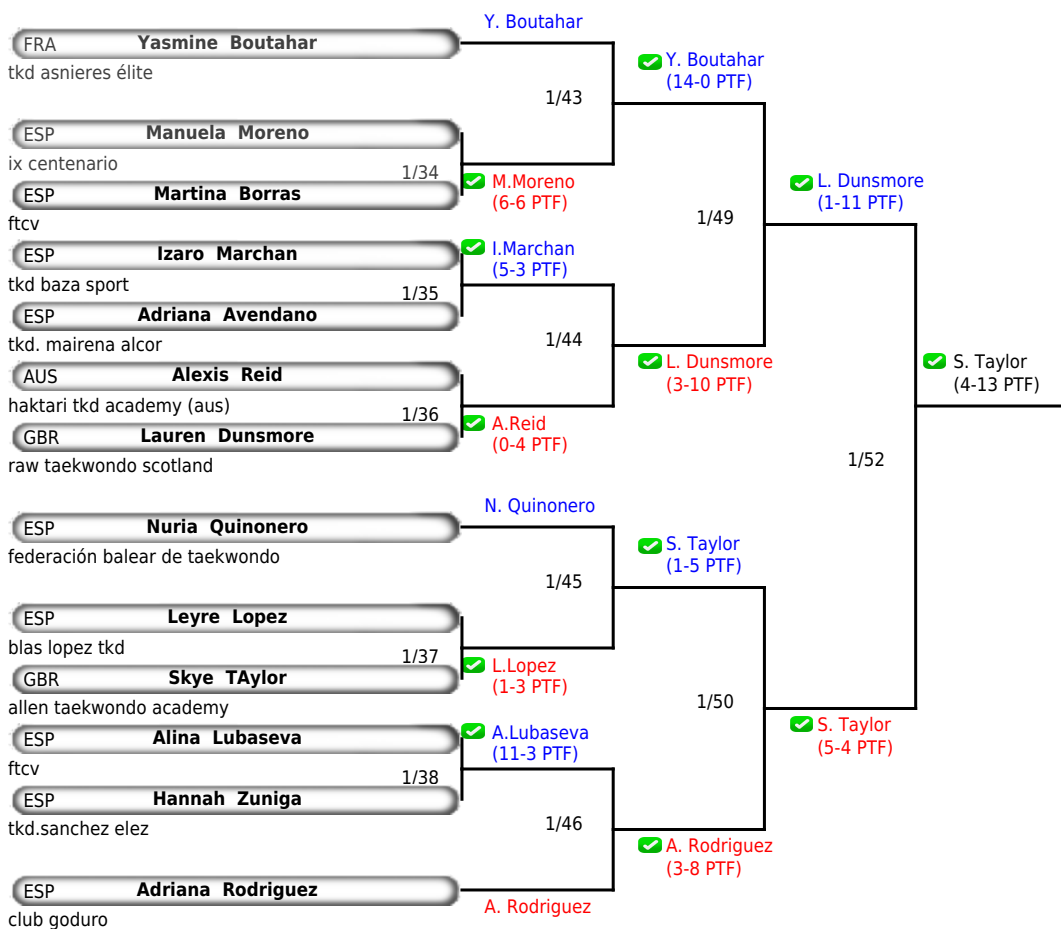 Y. Boutahar
FRA Yasmine Boutahar
tkd asnieres élite
Y. Boutahar
(14-0 PTF)
1/43
ESP Manuela Moreno
ix centenario
1/34
ESP Martina Borras
ftcv
M.Moreno
(6-6 PTF)
L. Dunsmore
(1-11 PTF)
1/49
ESP Izaro Marchan
tkd baza sport
I.Marchan
(5-3 PTF)
1/35
ESP Adriana Avendano
tkd. mairena alcor
1/44
AUS Alexis Reid
haktari tkd academy (aus)
L. Dunsmore
(3-10 PTF)
S. Taylor
(4-13 PTF)
1/36
GBR Lauren Dunsmore
raw taekwondo scotland
A.Reid
(0-4 PTF)
1/52
N. Quinonero
ESP Nuria Quinonero
federación balear de taekwondo
S. Taylor
(1-5 PTF)
1/45
ESP Leyre Lopez
blas lopez tkd
1/37
GBR Skye TAylor
allen taekwondo academy
L.Lopez
(1-3 PTF)
1/50
ESP Alina Lubaseva
ftcv
A.Lubaseva
(11-3 PTF)
S. Taylor
(5-4 PTF)
1/38
ESP Hannah Zuniga
tkd.sanchez elez
1/46
A. Rodriguez
(3-8 PTF)
ESP Adriana Rodriguez
club goduro
A. Rodriguez